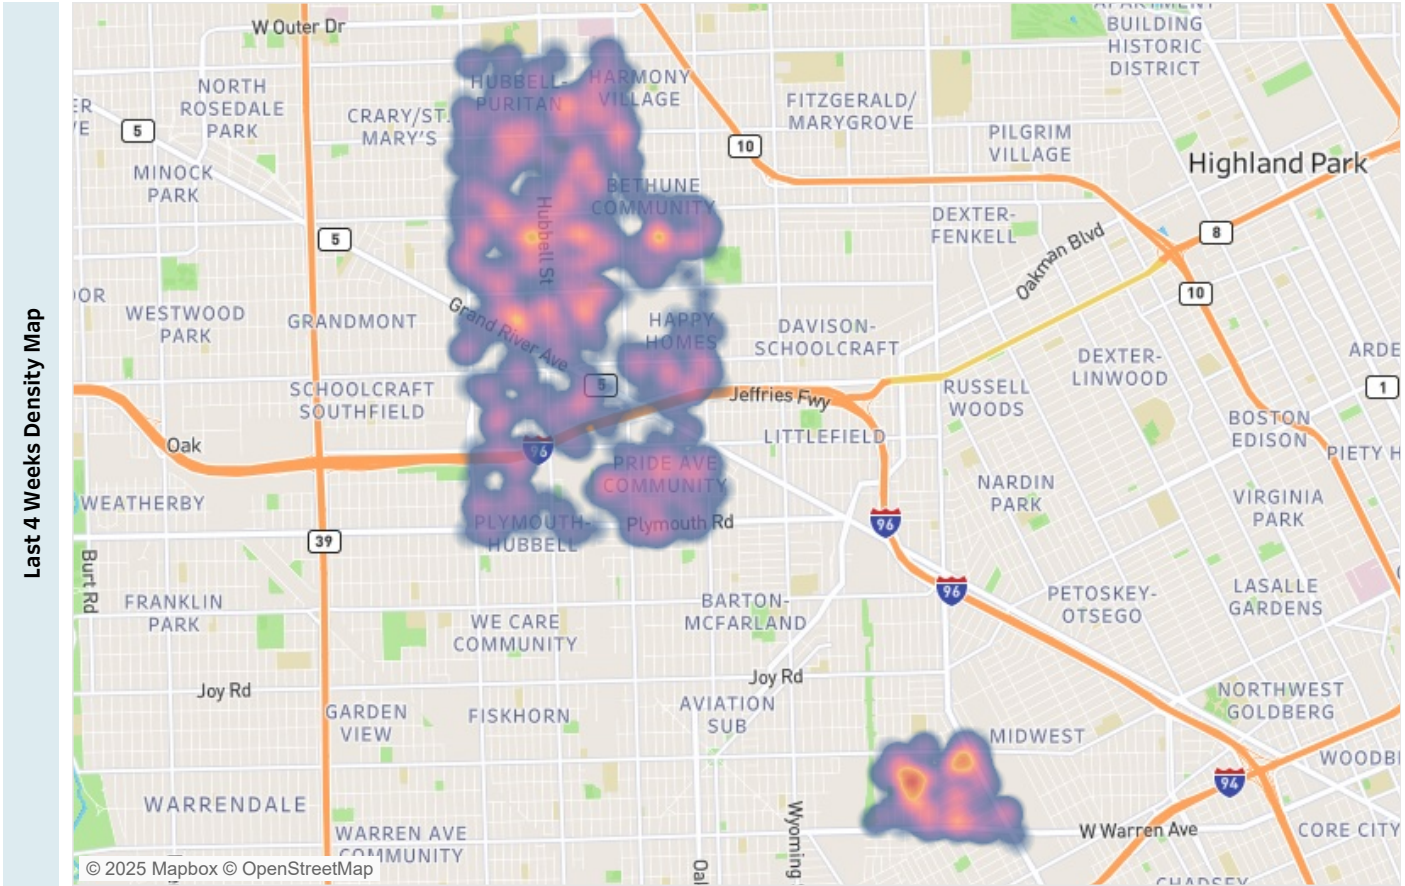 Last 4 Weeks Density Map
W Outer Dr
BUILDING
HISTORIC
DISTRICT
NORTH
ROSEDALE
PARK
CRARY/ST.
MARY'S
HUBBELL-
PURITAN
HARMONY
VILLAGE
FITZGERALD/
MARYGROVE
PILGRIM
VILLAGE
5
10
Highland Park
MINOCK
PARK
BETHUNE
COMMUNITY
DEXTER-
FENKELL
Oakman Blvd
8
5
Hubbell St
10
WESTWOOD
PARK
GRANDMONT
Grand River Ave
HAPPY
HOMES
DAVISON-
SCHOOLCRAFT
DEXTER-
LINWOOD
ARDE
1
SCHOOLCRAFT
SOUTHFIELD
5
Jeffries Fwy
RUSSELL
WOODS
BOSTON
EDISON
PIETY H
Oak
96
LITTLEFIELD
PRIDE AVE
COMMUNITY
NARDIN
PARK
VIRGINIA
PARK
WEATHERBY
PLYMOUTH-
HUBBELL
Plymouth Rd
96
39
Burt Rd
FRANKLIN
PARK
WE CARE
COMMUNITY
BARTON-
MCFARLAND
96
PETOSKEY-
OTSEGO
LASALLE
GARDENS
Joy Rd
Joy Rd
GARDEN
VIEW
FISKHORN
AVIATION
SUB
MIDWEST
NORTHWEST
GOLDBERG
WOODB
94
WARRENDALE
WARREN AVE
COMMUNITY
Wyoming
W Warren Ave
CORE CITY
© 2025 Mapbox © OpenStreetMap